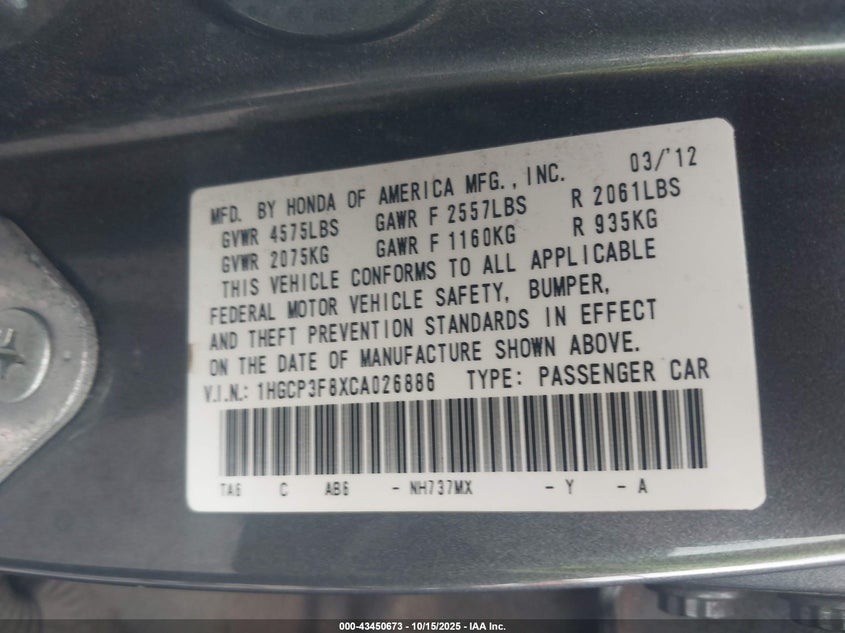 MFD. BY HONDA OF AMERICA MFG., INC. 03/'12
GVWR 4575LBS GAWR F 2557LBS R 2061LBS
GVWR 2075KG GAWR F 1160KG R 935KG
THIS VEHICLE CONFORMS TO ALL APPLICABLE
FEDERAL MOTOR VEHICLE SAFETY, BUMPER,
AND THEFT PREVENTION STANDARDS IN EFFECT
ON THE DATE OF MANUFACTURE SHOWN ABOVE.
V.I.N.: 1HGCP3F8XCA026886 TYPE: PASSENGER CAR
TA6 C AB6 - NH737MX - Y - A
000-43450673 - 10/15/2025 - IAA Inc.